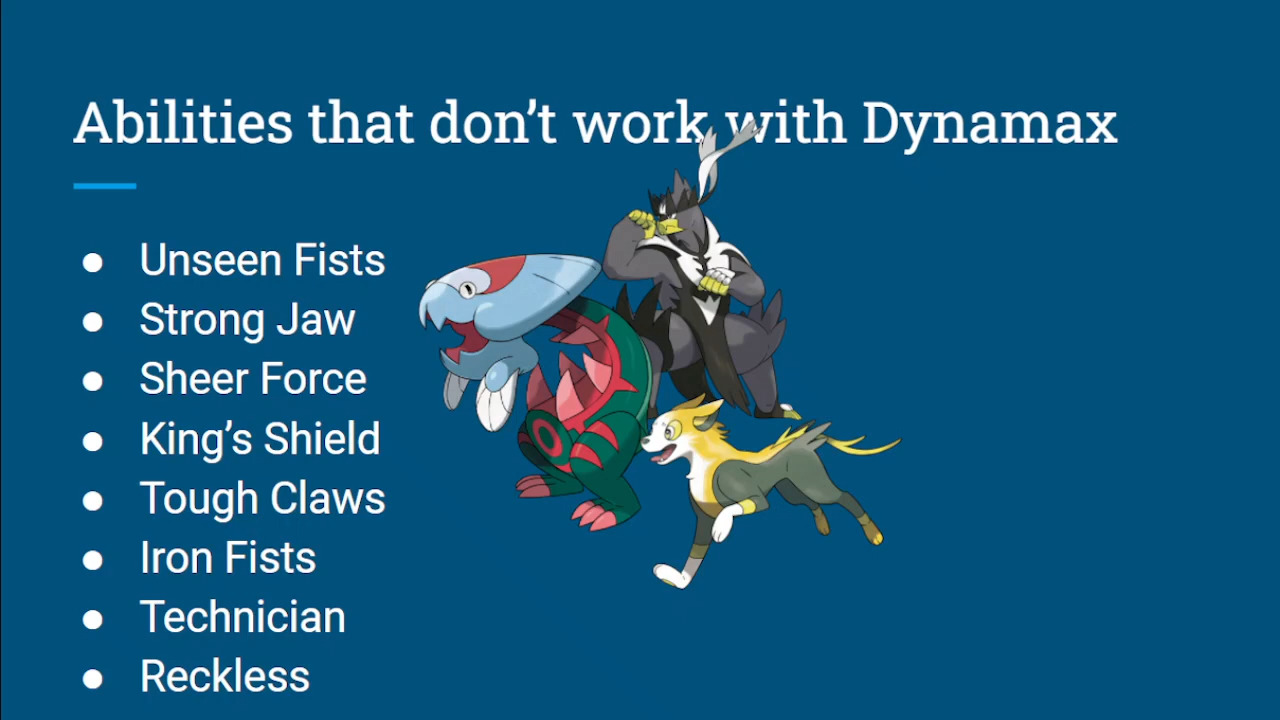 Abilities that don't work with Dynamax
● Unseen Fists
● Strong Jaw
● Sheer Force
● King's Shield
● Tough Claws
● Iron Fists
● Technician
● Reckless